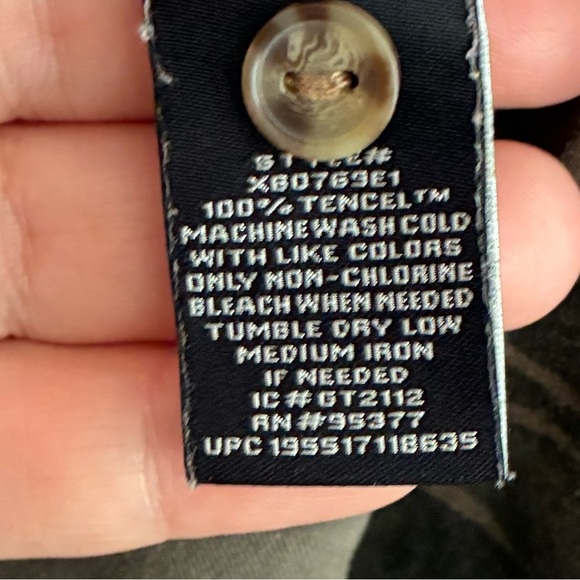 STYLE#
X80769E1
100% TENCEL™
MACHINE WASH COLD
WITH LIKE COLORS
ONLY NON-CHLORINE
BLEACH WHEN NEEDED
TUMBLE DRY LOW
MEDIUM IRON
IF NEEDED
IC#GT2112
RN#95377
UPC 195517118635